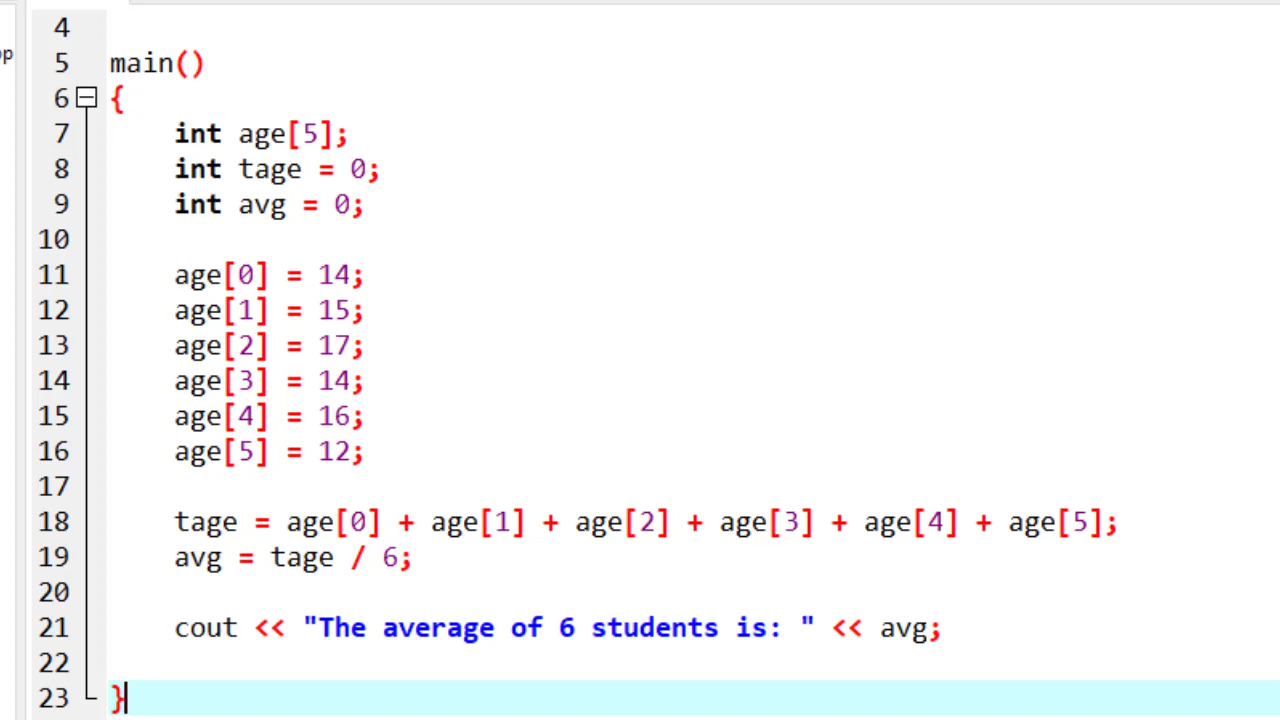 4
pp
5 main()
6 {
7 int age[5];
8 int tage = 0;
9 int avg = 0;
10
11 age[0] = 14;
12 age[1] = 15;
13 age[2] = 17;
14 age[3] = 14;
15 age[4] = 16;
16 age[5] = 12;
17
18 tage = age[0] + age[1] + age[2] + age[3] + age[4] + age[5];
19 avg = tage / 6;
20
21 cout << "The average of 6 students is: " << avg;
22
23 }